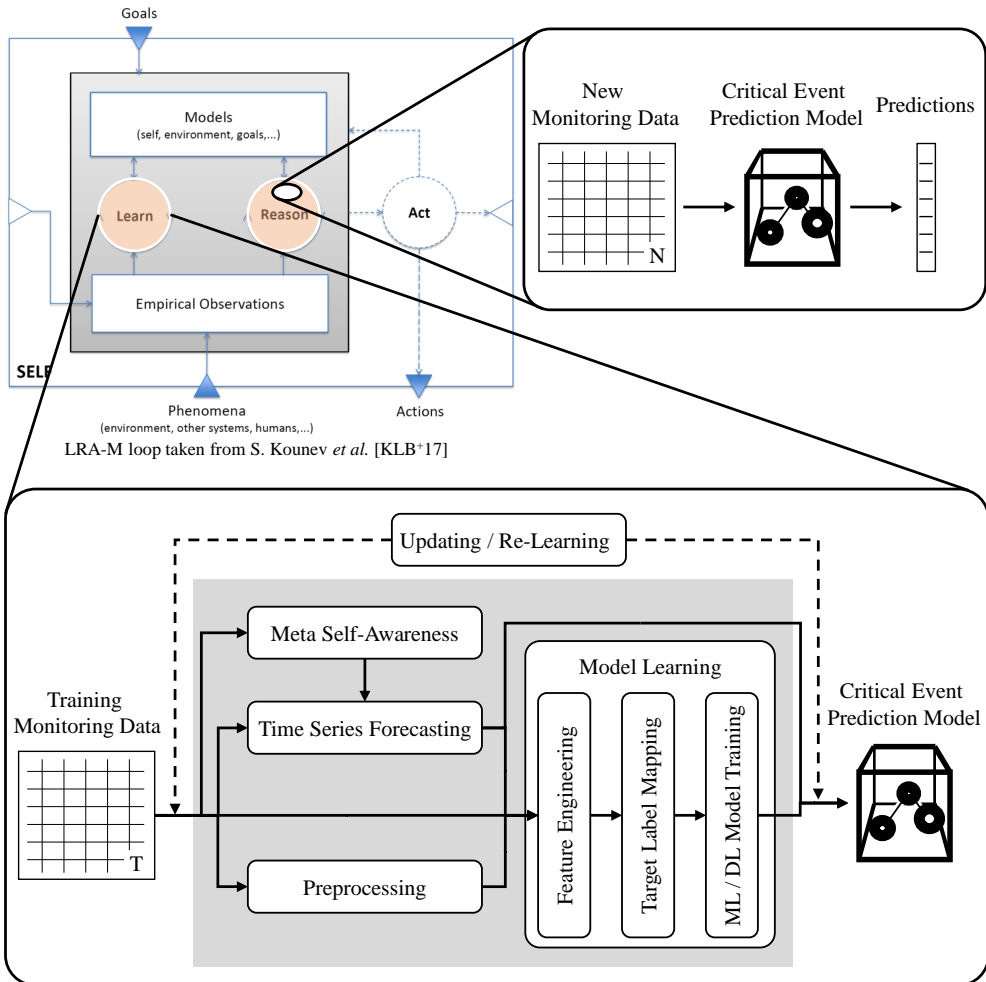 Goals
Models
(self, environment, goals,...)
Learn
Reason
Act
Empirical Observations
SELF
Phenomena
(environment, other systems, humans,...)
Actions
LRA-M loop taken from S. Kounev et al. [KLB+17]
New
Monitoring Data
N
Critical Event
Prediction Model
Predictions
Updating / Re-Learning
Meta Self-Awareness
Time Series Forecasting
Preprocessing
Training
Monitoring Data
T
Model Learning
Feature Engineering
Target Label Mapping
ML / DL Model Training
Critical Event
Prediction Model